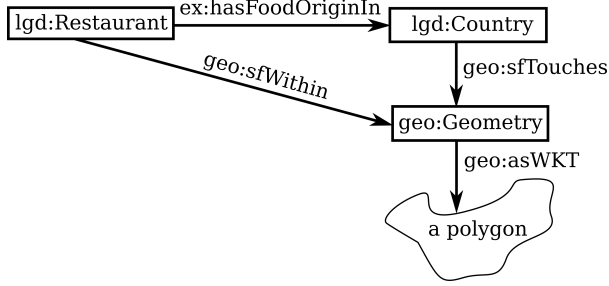 ex:hasFoodOriginIn
lgd:Restaurant
lgd:Country
geo:sfWithin
geo:sfTouches
geo:Geometry
geo:asWKT
a polygon